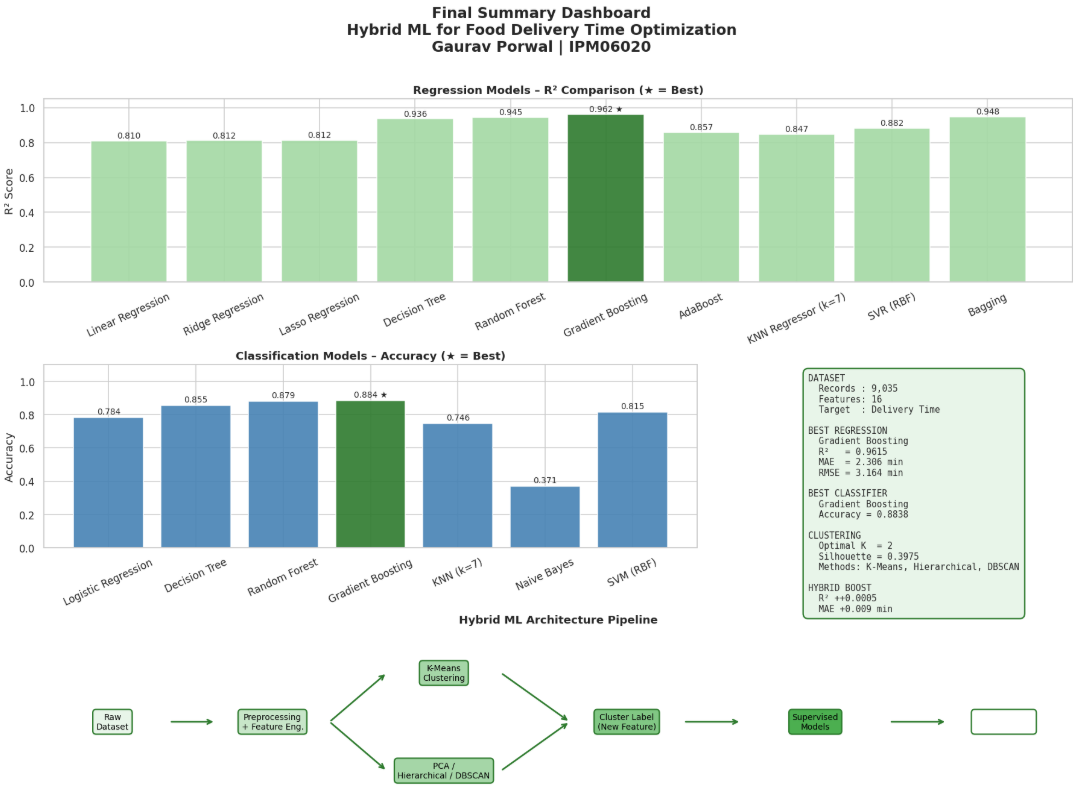 Final Summary Dashboard
Hybrid ML for Food Delivery Time Optimization
Gaurav Porwal | IPM06020
Regression Models – R² Comparison (★ = Best)
R² Score
1.0
0.8
0.6
0.4
0.2
0.0
0.810
0.812
0.812
0.936
0.945
0.962 ★
0.857
0.847
0.882
0.948
Linear Regression
Ridge Regression
Lasso Regression
Decision Tree
Random Forest
Gradient Boosting
AdaBoost
KNN Regressor (k=7)
SVR (RBF)
Bagging
Classification Models – Accuracy (★ = Best)
Accuracy
1.0
0.8
0.6
0.4
0.2
0.0
0.784
0.855
0.879
0.884 ★
0.746
0.371
0.815
Logistic Regression
Decision Tree
Random Forest
Gradient Boosting
KNN (k=7)
Naive Bayes
SVM (RBF)
DATASET
Records : 9,035
Features: 16
Target  : Delivery Time
BEST REGRESSION
Gradient Boosting
R²   = 0.9615
MAE  = 2.306 min
RMSE = 3.164 min
BEST CLASSIFIER
Gradient Boosting
Accuracy = 0.8838
CLUSTERING
Optimal K  = 2
Silhouette = 0.3975
Methods: K-Means, Hierarchical, DBSCAN
HYBRID BOOST
R² ++0.0005
MAE +0.009 min
Hybrid ML Architecture Pipeline
Raw
Dataset
Preprocessing
+ Feature Eng.
K-Means
Clustering
PCA /
Hierarchical / DBSCAN
Cluster Label
(New Feature)
Supervised
Models